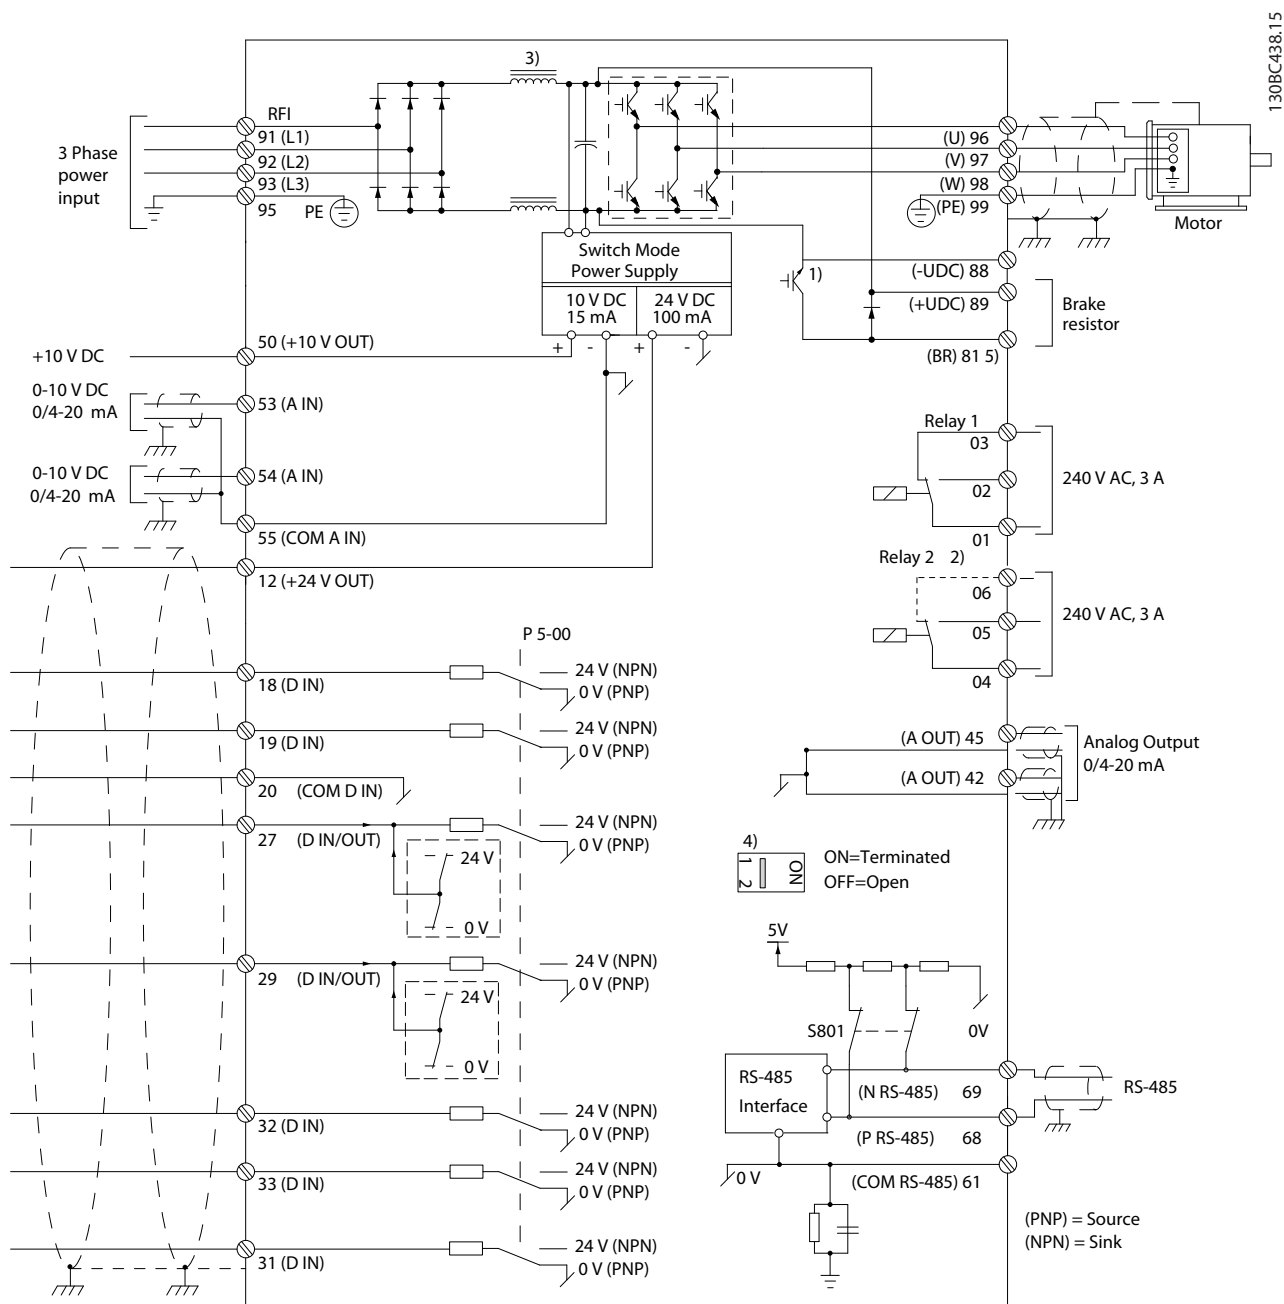 130BC438.15
3)
RFI
3 Phase
power
input
91 (L1)
92 (L2)
93 (L3)
95
PE
(U) 96
(V) 97
(W) 98
(PE) 99
Motor
Switch Mode
Power Supply
10 V DC
15 mA
24 V DC
100 mA
+
-
+
-
1)
(-UDC) 88
(+UDC) 89
(BR) 81 5)
Brake
resistor
+10 V DC
50 (+10 V OUT)
0-10 V DC
0/4-20 mA
53 (A IN)
0-10 V DC
0/4-20 mA
54 (A IN)
55 (COM A IN)
12 (+24 V OUT)
Relay 1
03
02
01
240 V AC, 3 A
Relay 2 2)
06
05
04
240 V AC, 3 A
P 5-00
18 (D IN)
24 V (NPN)
0 V (PNP)
19 (D IN)
24 V (NPN)
0 V (PNP)
20 (COM D IN)
27 (D IN/OUT)
24 V (NPN)
0 V (PNP)
24 V
0 V
29 (D IN/OUT)
24 V (NPN)
0 V (PNP)
24 V
0 V
32 (D IN)
24 V (NPN)
0 V (PNP)
33 (D IN)
24 V (NPN)
0 V (PNP)
31 (D IN)
24 V (NPN)
0 V (PNP)
(A OUT) 45
(A OUT) 42
Analog Output
0/4-20 mA
4)
1 2
ON
ON=Terminated
OFF=Open
5V
S801
0V
RS-485
Interface
(N RS-485) 69
(P RS-485) 68
RS-485
0 V
(COM RS-485) 61
(PNP) = Source
(NPN) = Sink